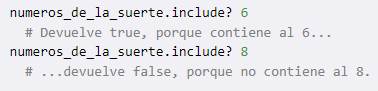 numeros_de_la_suerte.include? 6
# Devuelve true, porque contiene al 6...
numeros_de_la_suerte.include? 8
# ...devuelve false, porque no contiene al 8.